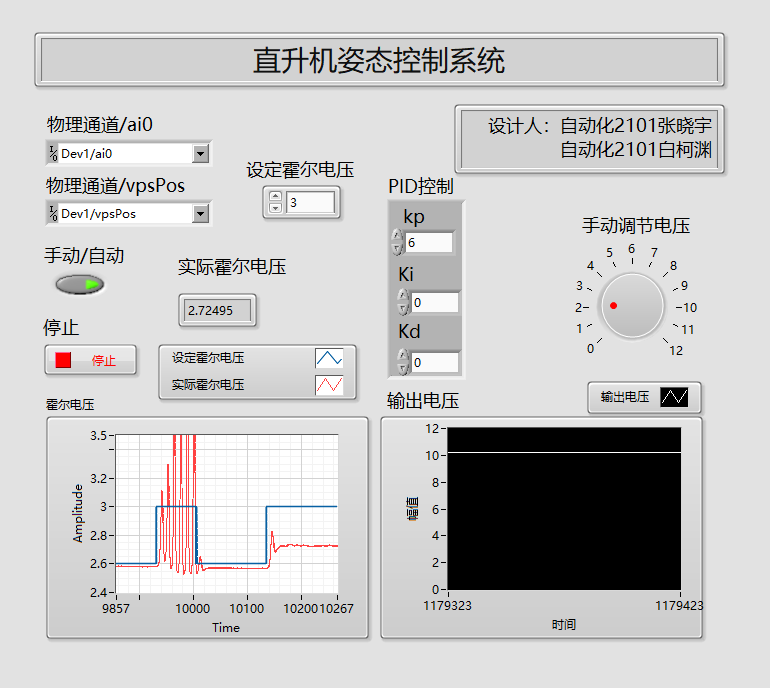 直升机姿态控制系统
物理通道/ai0
I/0 Dev1/ai0
设计人：自动化2101张晓宇
自动化2101白柯渊
设定霍尔电压
3
物理通道/vpsPos
I/0 Dev1/vpsPos
PID控制
kp
6
Ki
0
Kd
0
手动调节电压
0
1
2
3
4
5
6
7
8
9
10
11
12
手动/自动
实际霍尔电压
2.72495
停止
停止
设定霍尔电压
实际霍尔电压
霍尔电压
3.5
3.2
3
2.8
2.6
2.4
Amplitude
9857
10000
10100
10200
10267
Time
输出电压
输出电压
12
10
8
6
4
2
0
幅值
1179323
1179423
时间